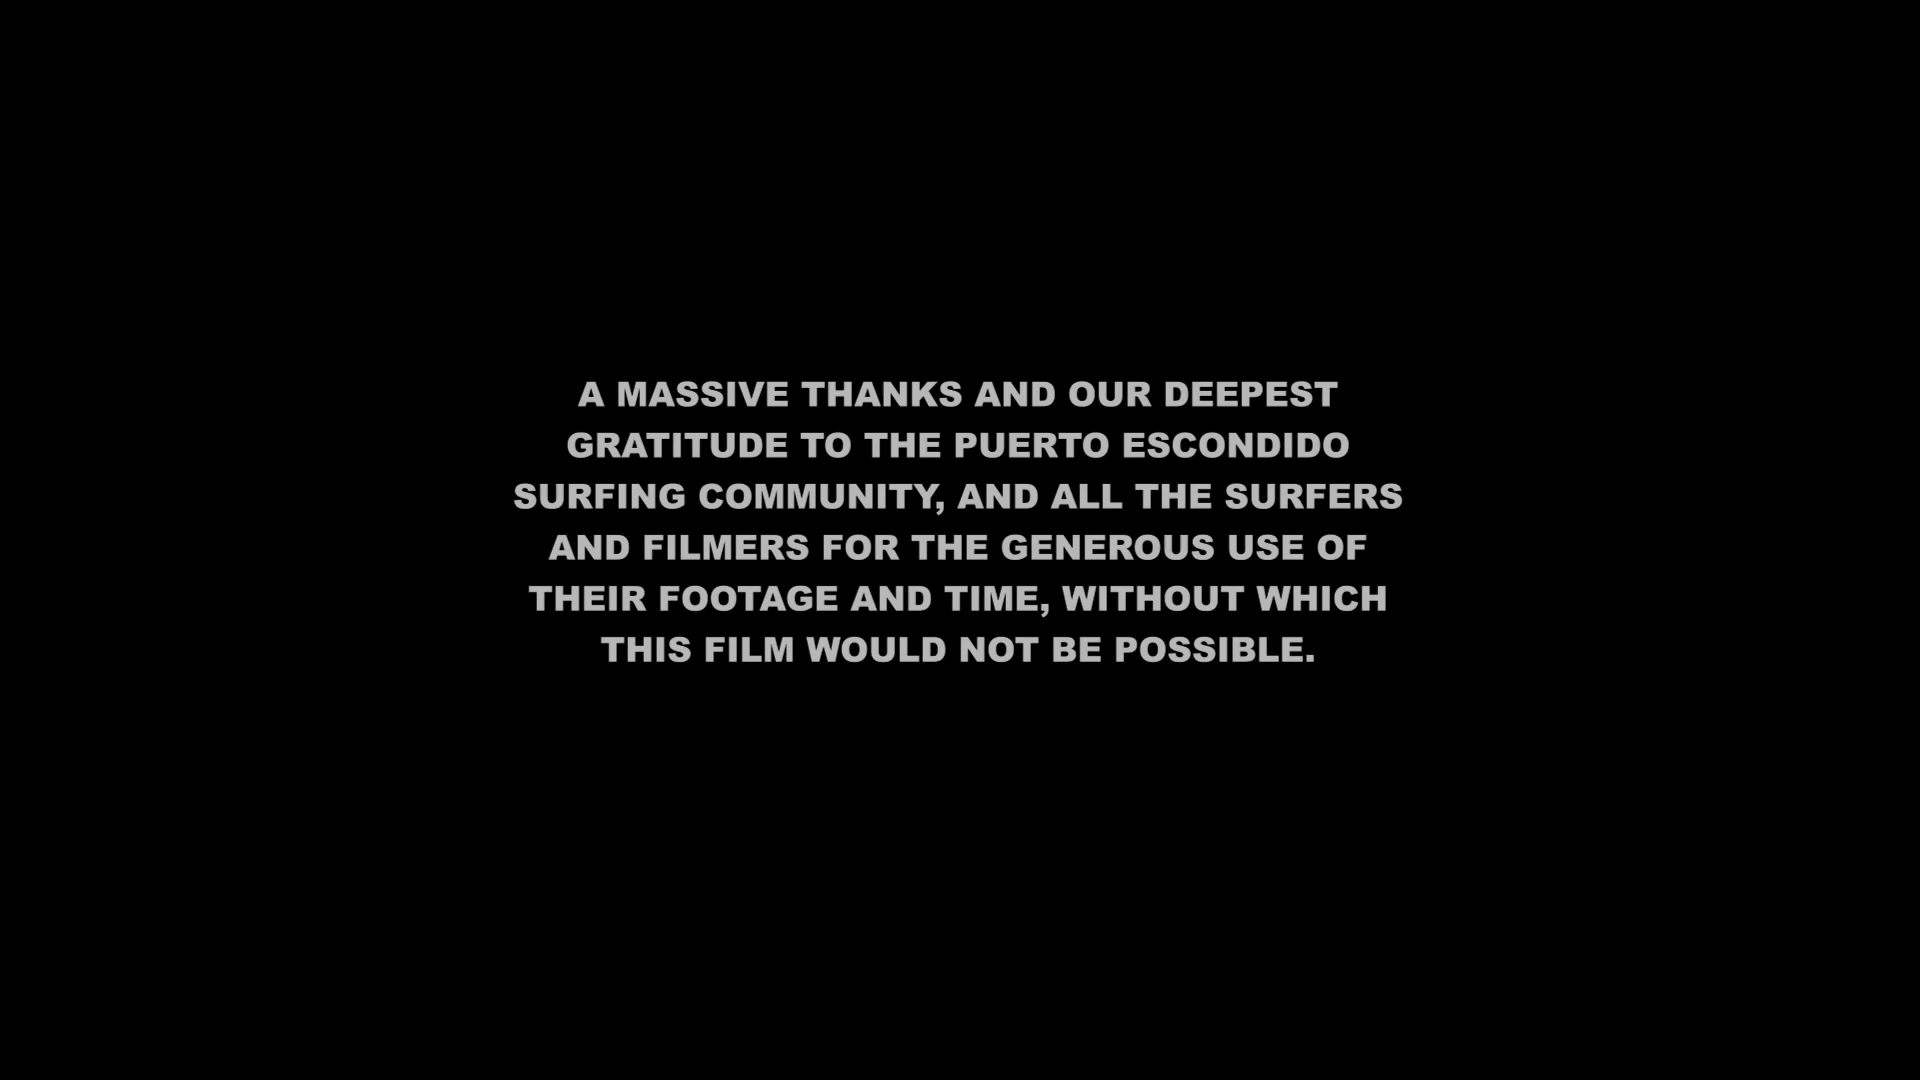 A MASSIVE THANKS AND OUR DEEPEST
GRATITUDE TO THE PUERTO ESCONDIDO
SURFING COMMUNITY, AND ALL THE SURFERS
AND FILMERS FOR THE GENEROUS USE OF
THEIR FOOTAGE AND TIME, WITHOUT WHICH
THIS FILM WOULD NOT BE POSSIBLE.